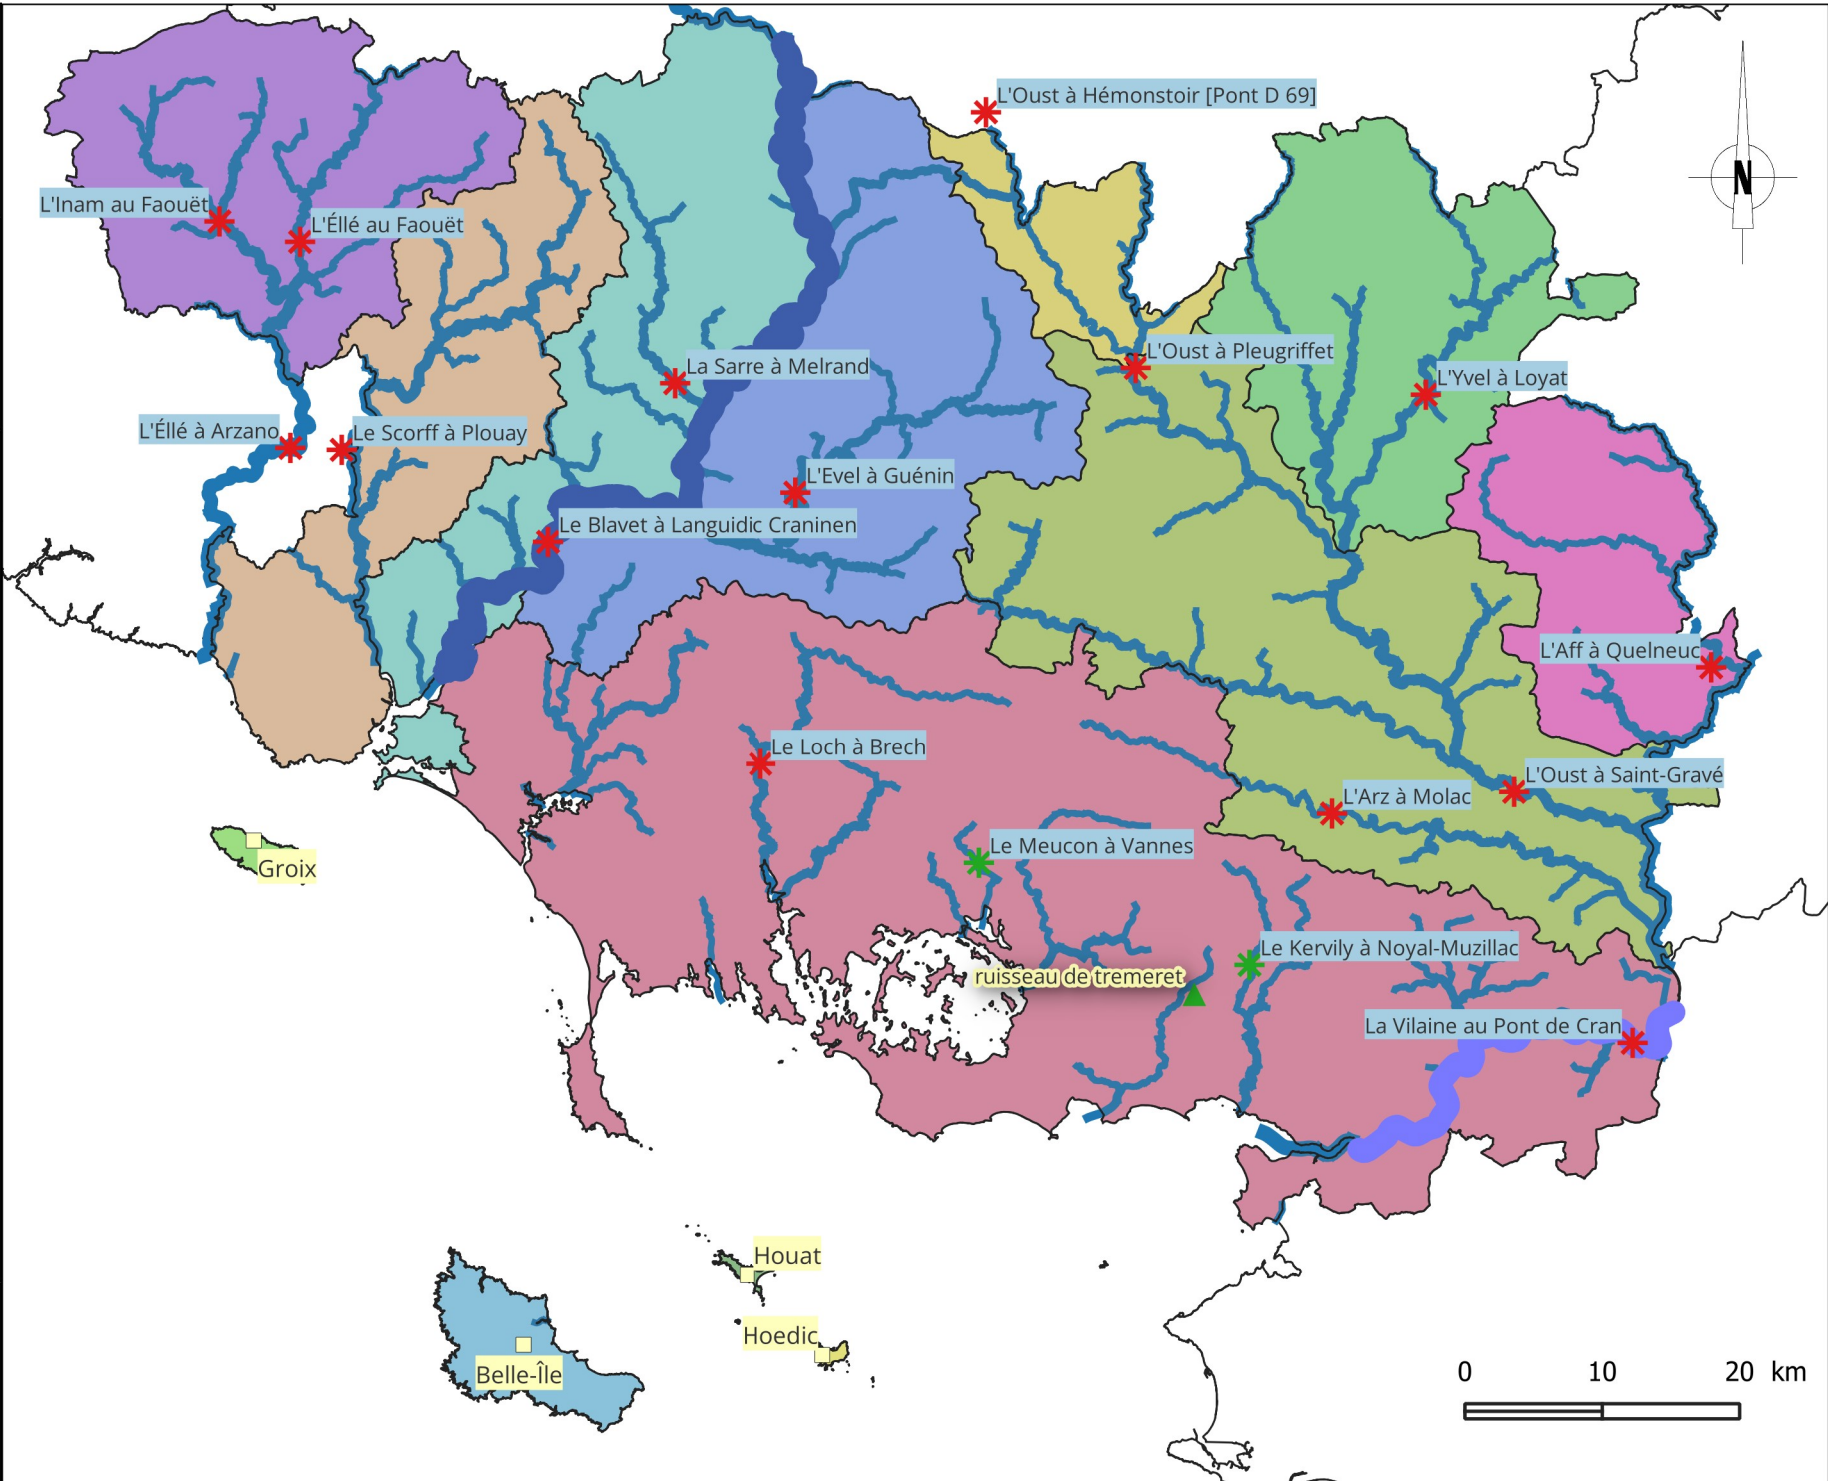 L'Oust à Hémonstoir [Pont D 69]
N
L'Inam au Faouët
L'Éllé au Faouët
L'Oust à Pleugriffet
La Sarre à Melrand
L'Yvel à Loyat
L'Éllé à Arzano
Le Scorff à Plouay
L'Evel à Guénin
Le Blavet à Languidic Craninen
L'Aff à Quelneuc
Le Loch à Brech
L'Oust à Saint-Gravé
L'Arz à Molac
Le Meucon à Vannes
Groix
Le Kervily à Noyal-Muzillac
ruisseau de tremeret
La Vilaine au Pont de Cran
Houat
Hoedic
Belle-Île
0 10 20 km